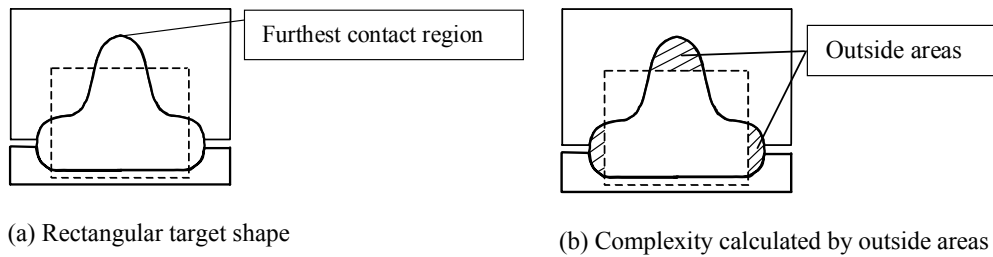 Furthest contact region
Outside areas
(a) Rectangular target shape
(b) Complexity calculated by outside areas